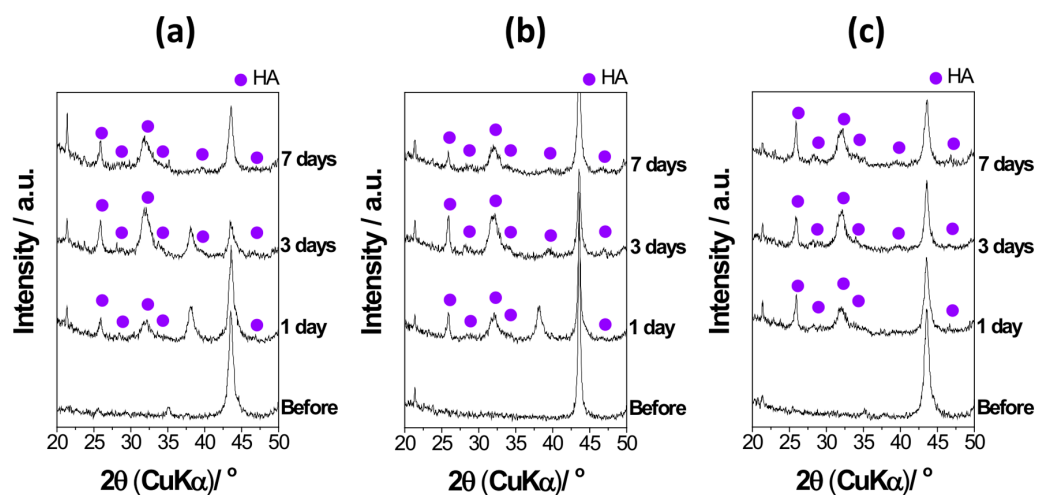 (a)
HA
7 days
3 days
1 day
Before
Intensity / a.u.
20 25 30 35 40 45 50
2θ (CuKα)/ °
(b)
HA
7 days
3 days
1 day
Before
Intensity / a.u.
20 25 30 35 40 45 50
2θ (CuKα)/ °
(c)
HA
7 days
3 days
1 day
Before
Intensity / a.u.
20 25 30 35 40 45 50
2θ (CuKα)/ °